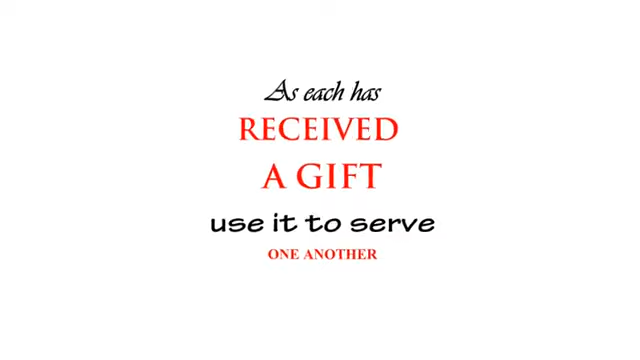 As each has
RECEIVED
A GIFT
use it to serve
ONE ANOTHER